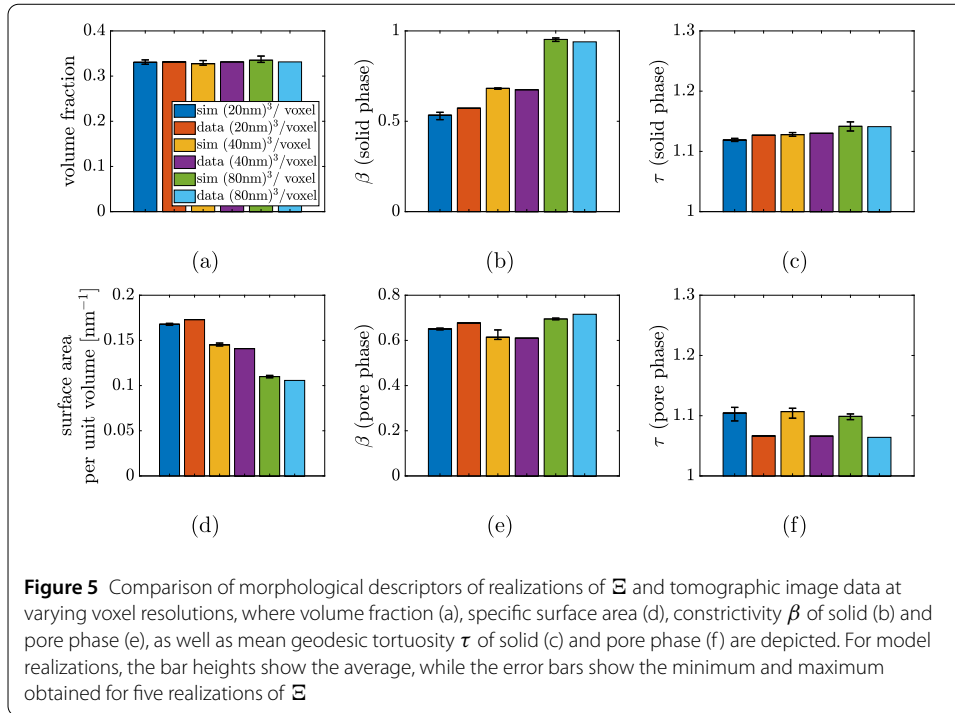 0.4
0.3
0.2
0.1
0
volume fraction
sim (20nm)³/ voxel
data (20nm)³/voxel
sim (40nm)³/ voxel
data (40nm)³/voxel
sim (80nm)³/ voxel
data (80nm)³/voxel
(a)
1
0.5
0
β (solid phase)
(b)
1.3
1.2
1.1
1
τ (solid phase)
(c)
0.2
0.15
0.1
0.05
0
surface area
per unit volume [nm⁻¹]
(d)
0.8
0.6
0.4
0.2
0
β (pore phase)
(e)
1.3
1.2
1.1
1
τ (pore phase)
(f)
Figure 5 Comparison of morphological descriptors of realizations of Ξ and tomographic image data at
varying voxel resolutions, where volume fraction (a), specific surface area (d), constrictivity β of solid (b) and
pore phase (e), as well as mean geodesic tortuosity τ of solid (c) and pore phase (f) are depicted. For model
realizations, the bar heights show the average, while the error bars show the minimum and maximum
obtained for five realizations of Ξ